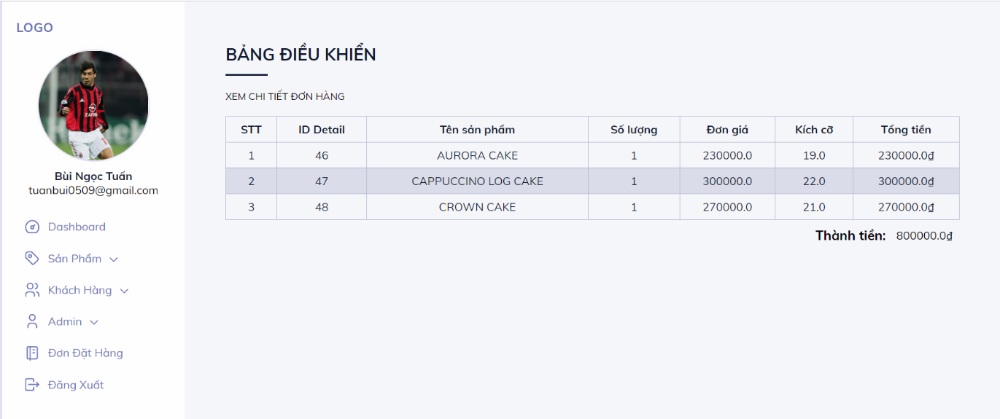 LOGO
Bùi Ngọc Tuấn
tuanbui0509@gmail.com
Dashboard
Sản Phẩm
Khách Hàng
Admin
Đơn Đặt Hàng
Đăng Xuất
BẢNG ĐIỀU KHIỂN
XEM CHI TIẾT ĐƠN HÀNG
STT ID Detail Tên sản phẩm Số lượng Đơn giá Kích cỡ Tổng tiền
1 46 AURORA CAKE 1 230000.0 19.0 230000.0₫
2 47 CAPPUCCINO LOG CAKE 1 300000.0 22.0 300000.0₫
3 48 CROWN CAKE 1 270000.0 21.0 270000.0₫
Thành tiền: 800000.0₫